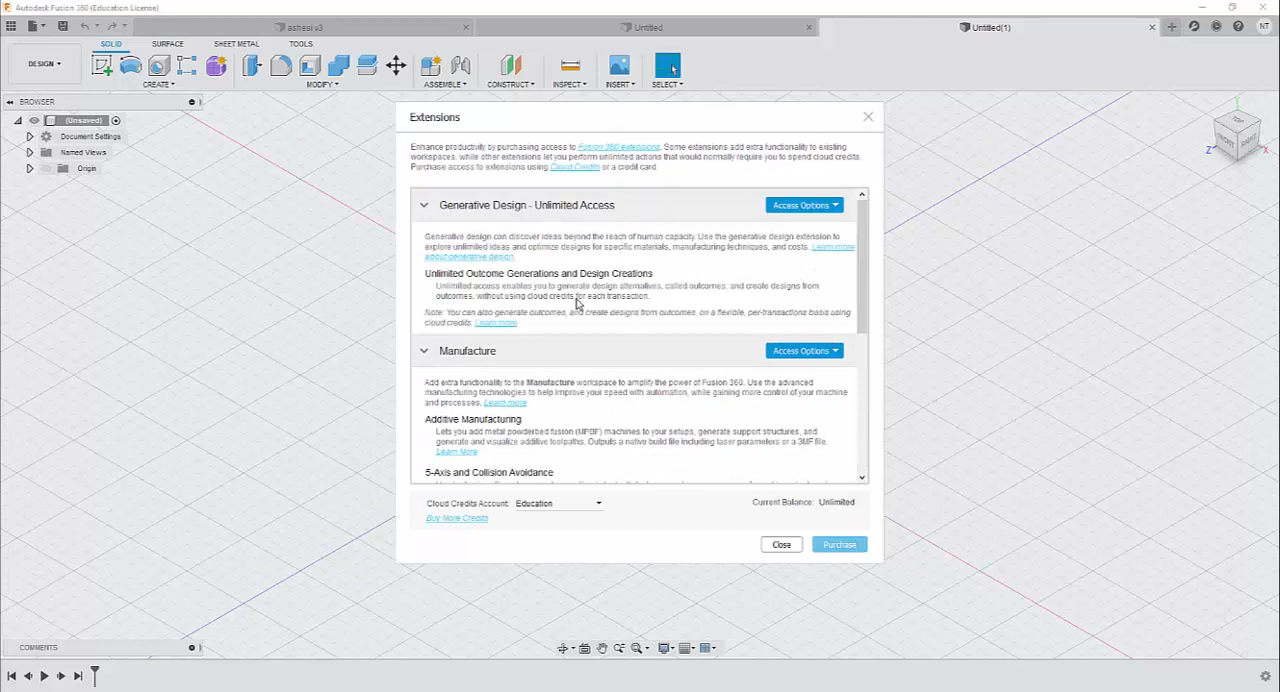 Autodesk Fusion 360 (Education License)
ashesi v3
Untitled
Untitled(1)
NT
DESIGN
SOLID
SURFACE
SHEET METAL
TOOLS
CREATE
MODIFY
ASSEMBLE
CONSTRUCT
INSPECT
INSERT
SELECT
BROWSER
(Unsaved)
Document Settings
Named Views
Origin
TOP
FRONT
RIGHT
Y
Z
X
Extensions
Enhance productivity by purchasing access to Fusion 360 extensions. Some extensions add extra functionality to existing
workspaces, while other extensions let you perform unlimited actions that would normally require you to spend cloud credits.
Purchase access to extensions using Cloud Credits or a credit card.
Generative Design - Unlimited Access
Access Options
Generative design can discover ideas beyond the reach of human capacity. Use the generative design extension to
explore unlimited ideas and optimize designs for specific materials, manufacturing techniques, and costs. Learn more
about generative design.
Unlimited Outcome Generations and Design Creations
Unlimited access enables you to generate design alternatives, called outcomes, and create designs from
outcomes, without using cloud credits for each transaction.
Note: You can also generate outcomes, and create designs from outcomes, on a flexible, per-transactions basis using
cloud credits. Learn more
Manufacture
Access Options
Add extra functionality to the Manufacture workspace to amplify the power of Fusion 360. Use the advanced
manufacturing technologies to help improve your speed with automation, while gaining more control of your machine
and processes. Learn more
Additive Manufacturing
Lets you add metal powderbed fusion (MPBF) machines to your setups, generate support structures, and
generate and visualize additive toolpaths. Outputs a native build file including laser parameters or a 3MF file.
Learn More
5-Axis and Collision Avoidance
Cloud Credits Account: Education
Current Balance: Unlimited
Buy More Credits
Close
Purchase
COMMENTS